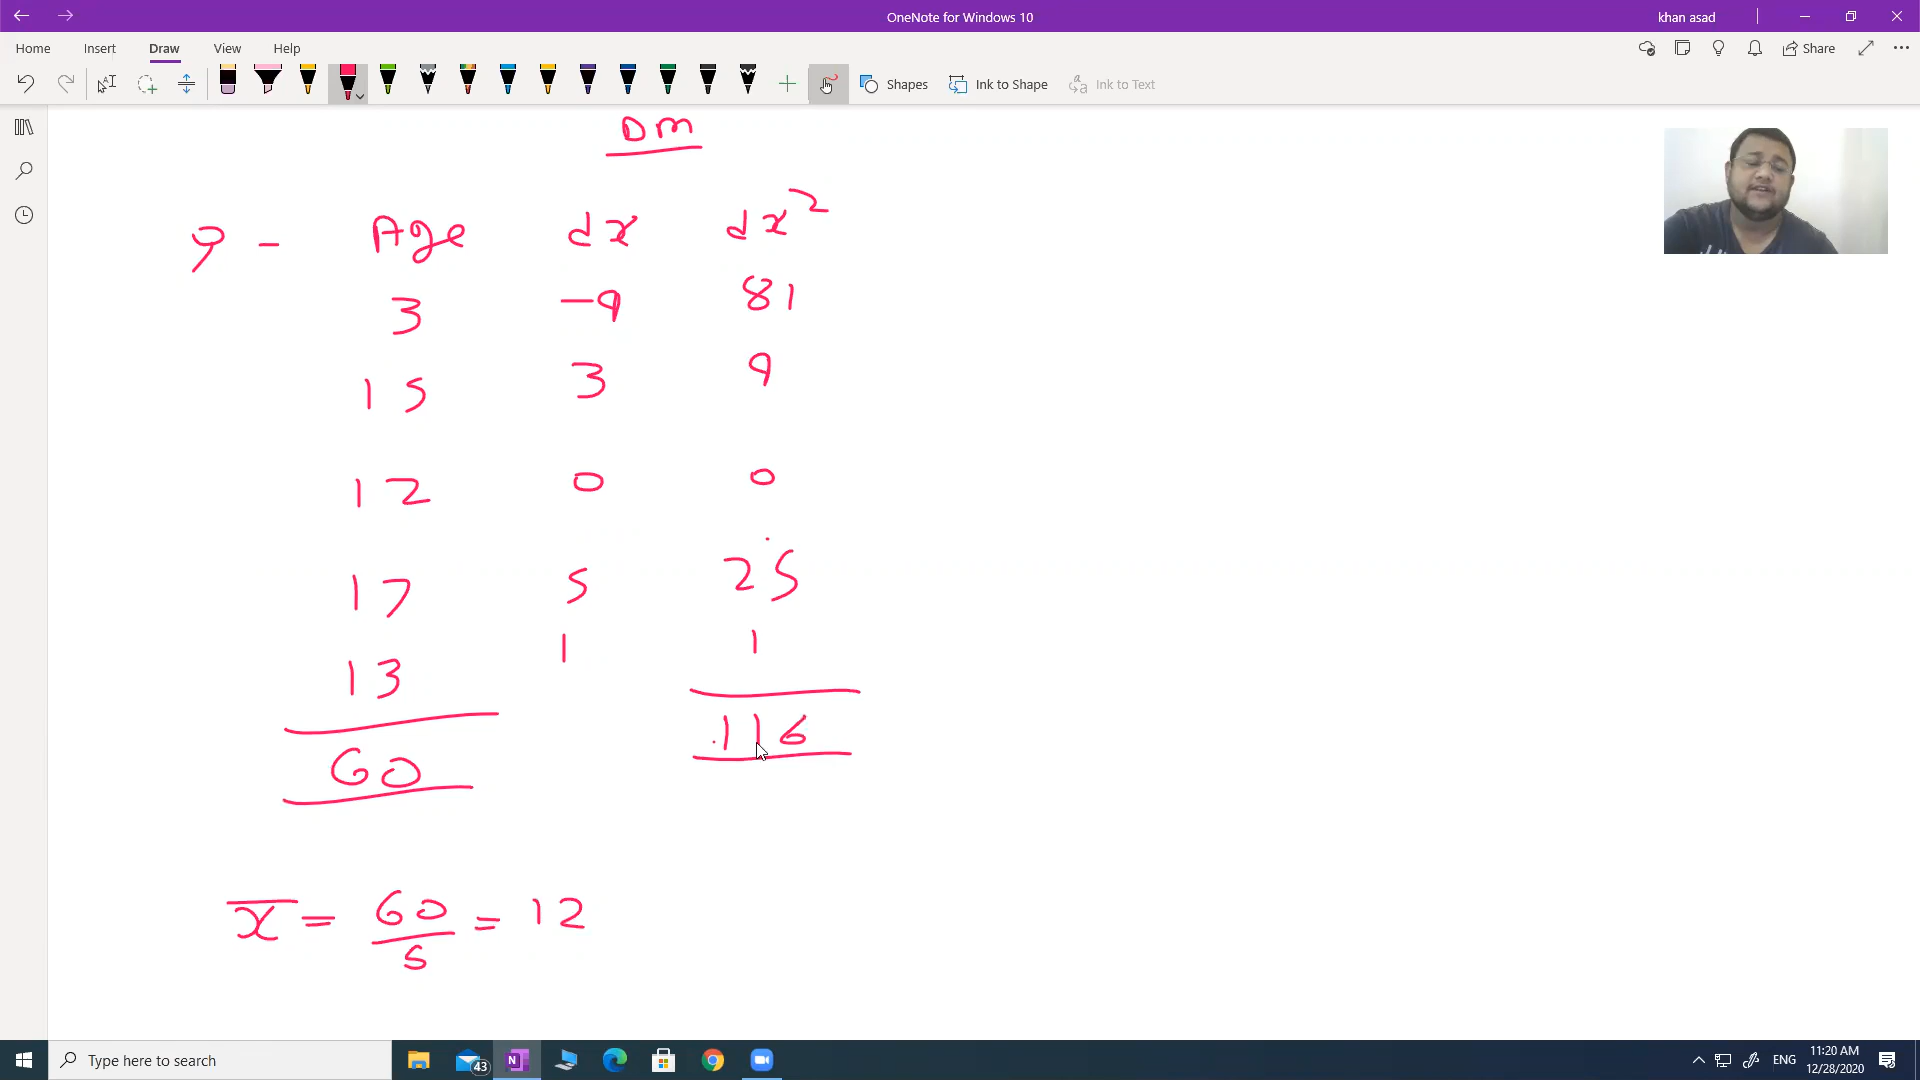 OneNote for Windows 10
khan asad
Home Insert Draw View Help
Share
Shapes Ink to Shape Ink to Text
DM
9 - Age dx dx²
3 -9 81
15 3 9
12 0 0
17 5 25
13 1 1
60 116
x̅ = 60/5 = 12
Type here to search
43
ENG
11:20 AM
12/28/2020